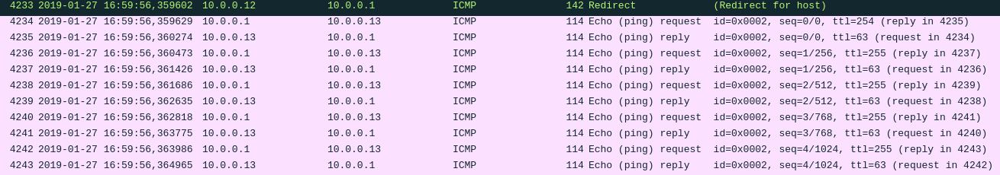 4233 2019-01-27 16:59:56,359602 10.0.0.12 10.0.0.1 ICMP 142 Redirect (Redirect for host)
4234 2019-01-27 16:59:56,359629 10.0.0.1 10.0.0.13 ICMP 114 Echo (ping) request id=0x0002, seq=0/0, ttl=254 (reply in 4235)
4235 2019-01-27 16:59:56,360274 10.0.0.13 10.0.0.1 ICMP 114 Echo (ping) reply id=0x0002, seq=0/0, ttl=63 (request in 4234)
4236 2019-01-27 16:59:56,360473 10.0.0.1 10.0.0.13 ICMP 114 Echo (ping) request id=0x0002, seq=1/256, ttl=255 (reply in 4237)
4237 2019-01-27 16:59:56,361426 10.0.0.13 10.0.0.1 ICMP 114 Echo (ping) reply id=0x0002, seq=1/256, ttl=63 (request in 4236)
4238 2019-01-27 16:59:56,361686 10.0.0.1 10.0.0.13 ICMP 114 Echo (ping) request id=0x0002, seq=2/512, ttl=255 (reply in 4239)
4239 2019-01-27 16:59:56,362635 10.0.0.13 10.0.0.1 ICMP 114 Echo (ping) reply id=0x0002, seq=2/512, ttl=63 (request in 4238)
4240 2019-01-27 16:59:56,362818 10.0.0.1 10.0.0.13 ICMP 114 Echo (ping) request id=0x0002, seq=3/768, ttl=255 (reply in 4241)
4241 2019-01-27 16:59:56,363775 10.0.0.13 10.0.0.1 ICMP 114 Echo (ping) reply id=0x0002, seq=3/768, ttl=63 (request in 4240)
4242 2019-01-27 16:59:56,363986 10.0.0.1 10.0.0.13 ICMP 114 Echo (ping) request id=0x0002, seq=4/1024, ttl=255 (reply in 4243)
4243 2019-01-27 16:59:56,364965 10.0.0.13 10.0.0.1 ICMP 114 Echo (ping) reply id=0x0002, seq=4/1024, ttl=63 (request in 4242)